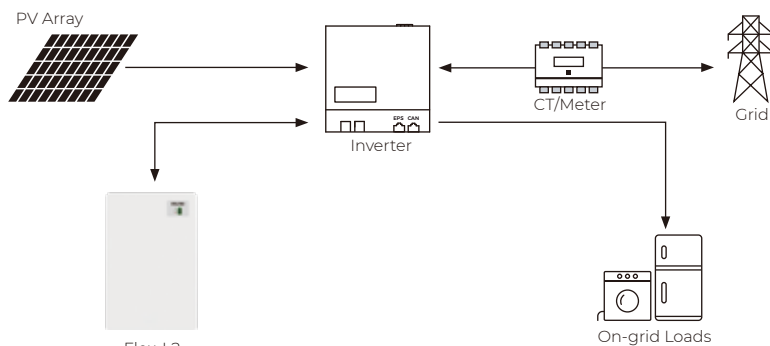 PV Array
CT/Meter
Grid
EPS CAN
Inverter
On-grid Loads